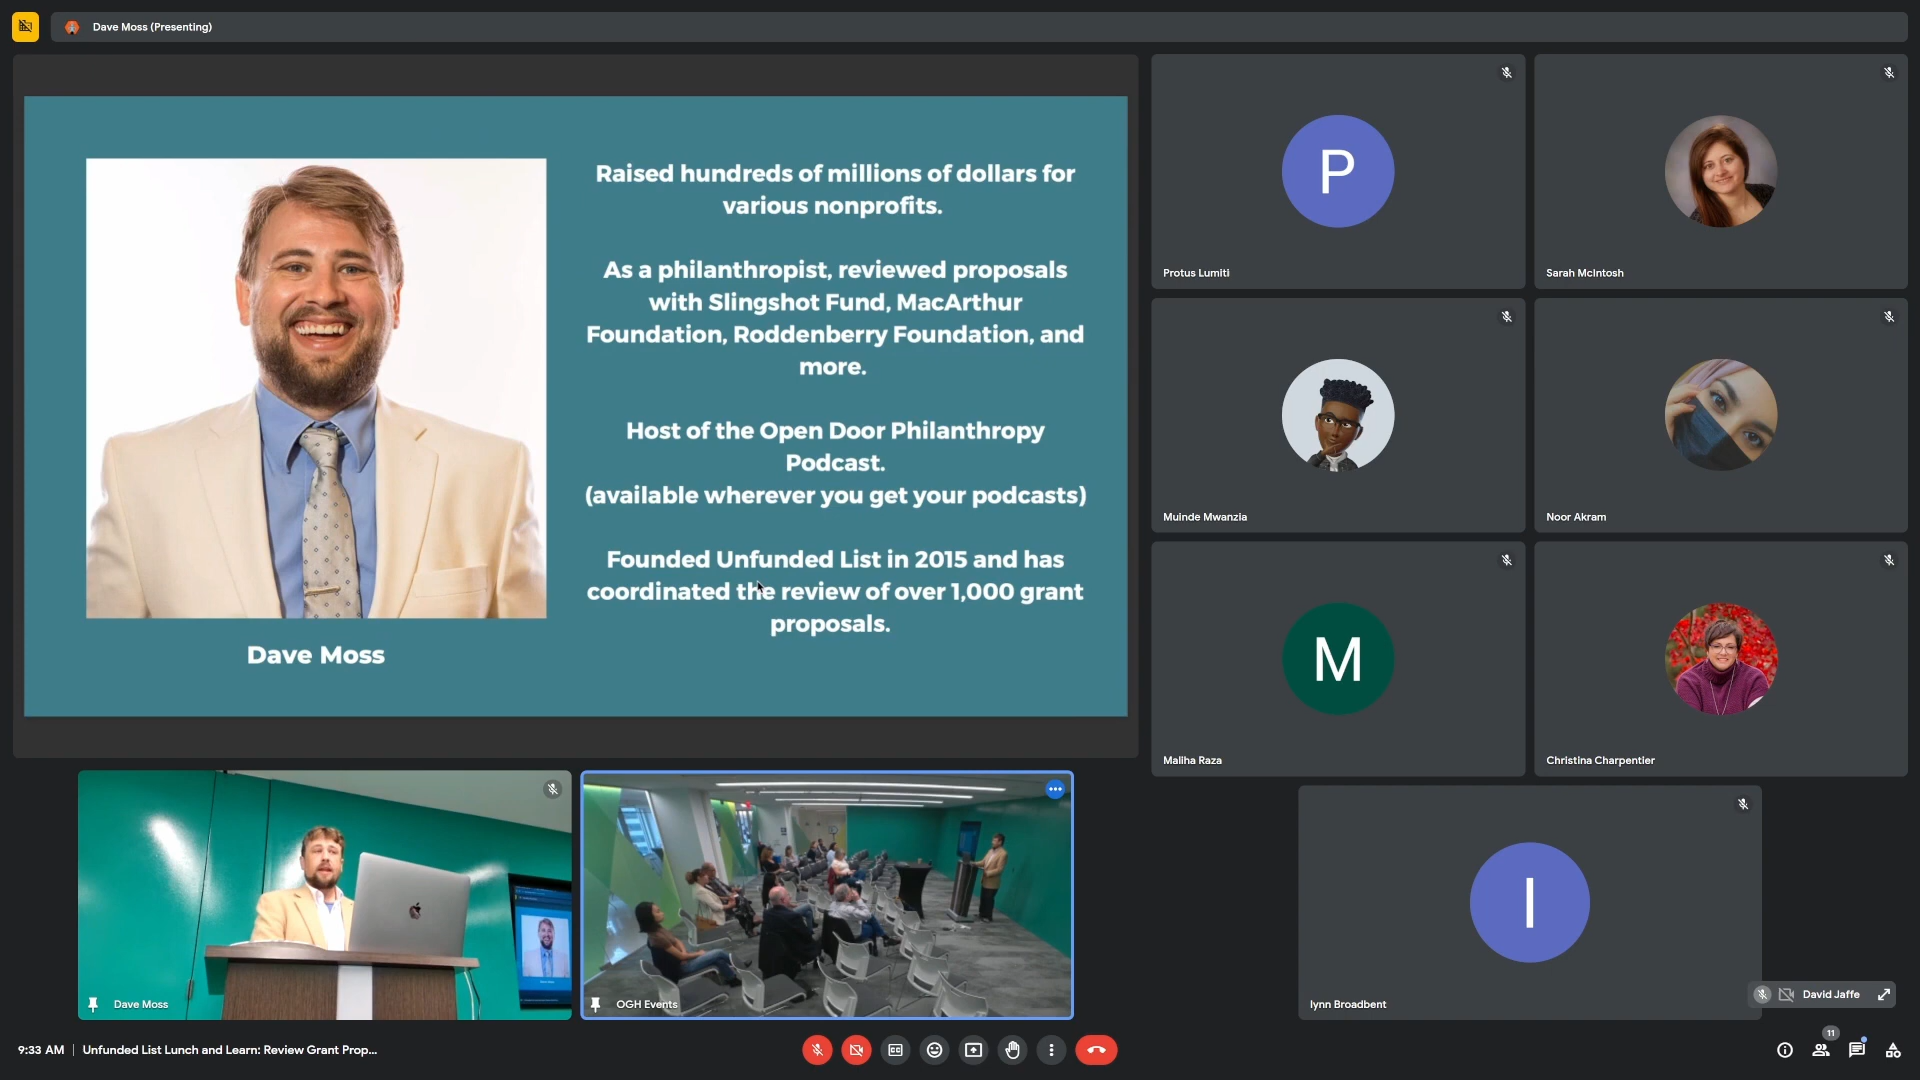 Dave Moss (Presenting)
Raised hundreds of millions of dollars for
various nonprofits.
As a philanthropist, reviewed proposals
with Slingshot Fund, MacArthur
Foundation, Roddenberry Foundation, and
more.
Host of the Open Door Philanthropy
Podcast.
(available wherever you get your podcasts)
Founded Unfunded List in 2015 and has
coordinated the review of over 1,000 grant
proposals.
Dave Moss
P
Protus Lumiti
Sarah McIntosh
Muinde Mwanzia
Noor Akram
M
Maliha Raza
Christina Charpentier
Dave Moss
OGH Events
l
lynn Broadbent
David Jaffe
9:33 AM | Unfunded List Lunch and Learn: Review Grant Prop...
CC
11